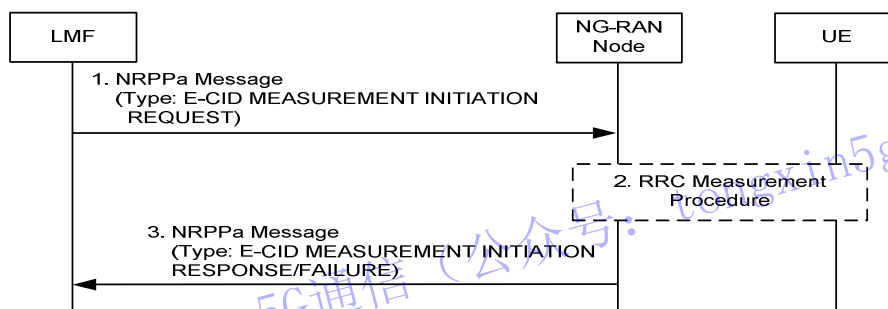 LMF
NG-RAN
Node
UE
1. NRPPa Message
(Type: E-CID MEASUREMENT INITIATION
REQUEST)
2. RRC Measurement
Procedure
3. NRPPa Message
(Type: E-CID MEASUREMENT INITIATION
RESPONSE/FAILURE)
5G通信（公众号： tongxin5g